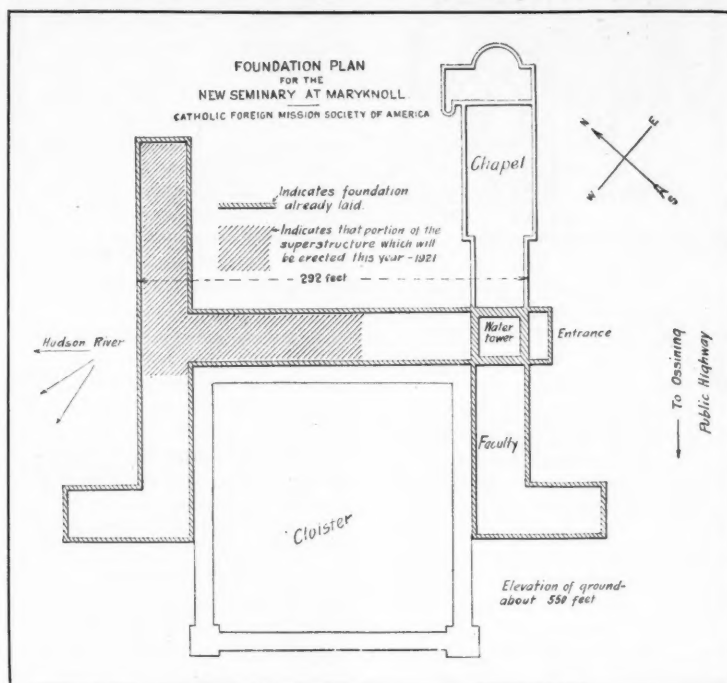 FOUNDATION PLAN
FOR THE
NEW SEMINARY AT MARYKNOLL
CATHOLIC FOREIGN MISSION SOCIETY OF AMERICA
Chapel
N
E
W
S
Indicates foundation
already laid.
Indicates that portion of the
superstructure which will
be erected this year - 1921
292 feet
Hudson River
Water
tower
Entrance
To Ossining
Public Highway
Faculty
Cloister
Elevation of ground-
about 550 feet